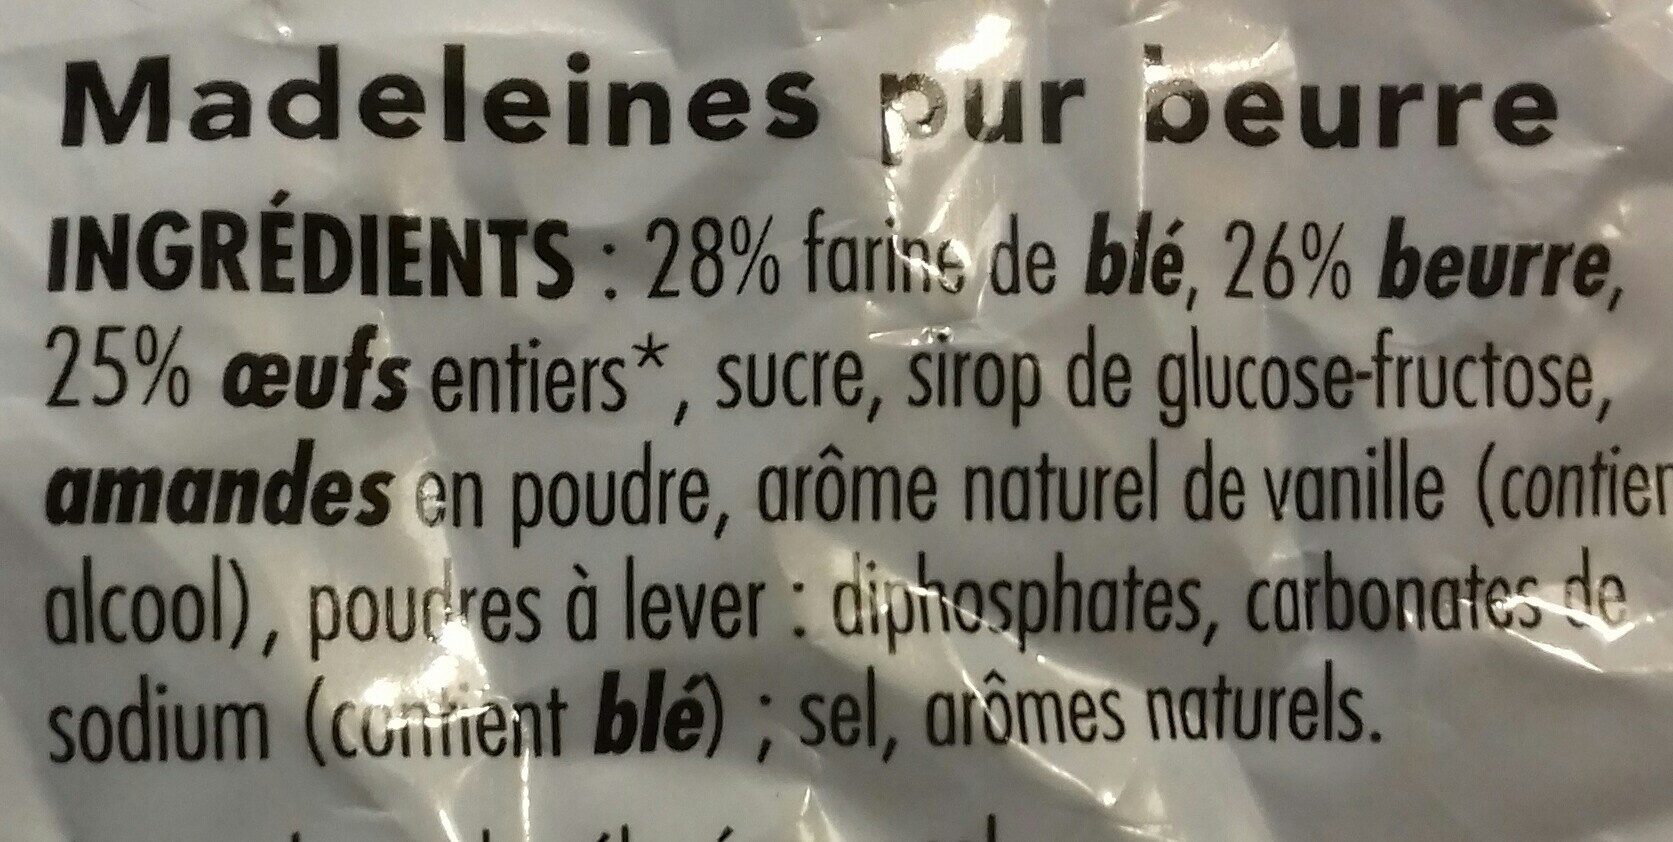 Madeleines pur beurre
INGRÉDIENTS : 28% farine de blé, 26% beurre,
25% œufs entiers*, sucre, sirop de glucose-fructose,
amandes en poudre, arôme naturel de vanille (contien
alcool), poudres à lever : diphosphates, carbonates de
sodium (contient blé) ; sel, arômes naturels.